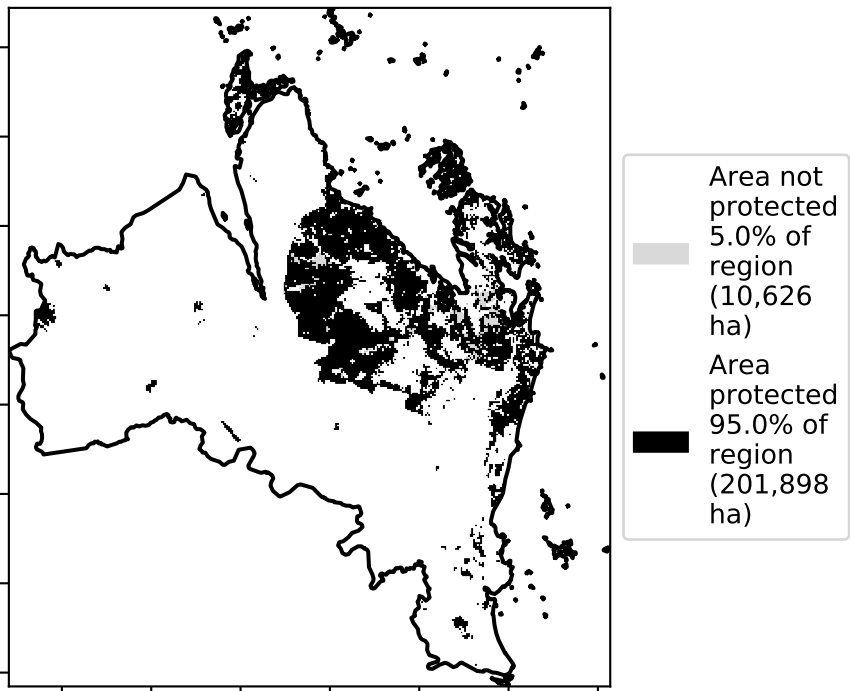 Area not
protected
5.0% of
region
(10,626
ha)
Area
protected
95.0% of
region
(201,898
ha)